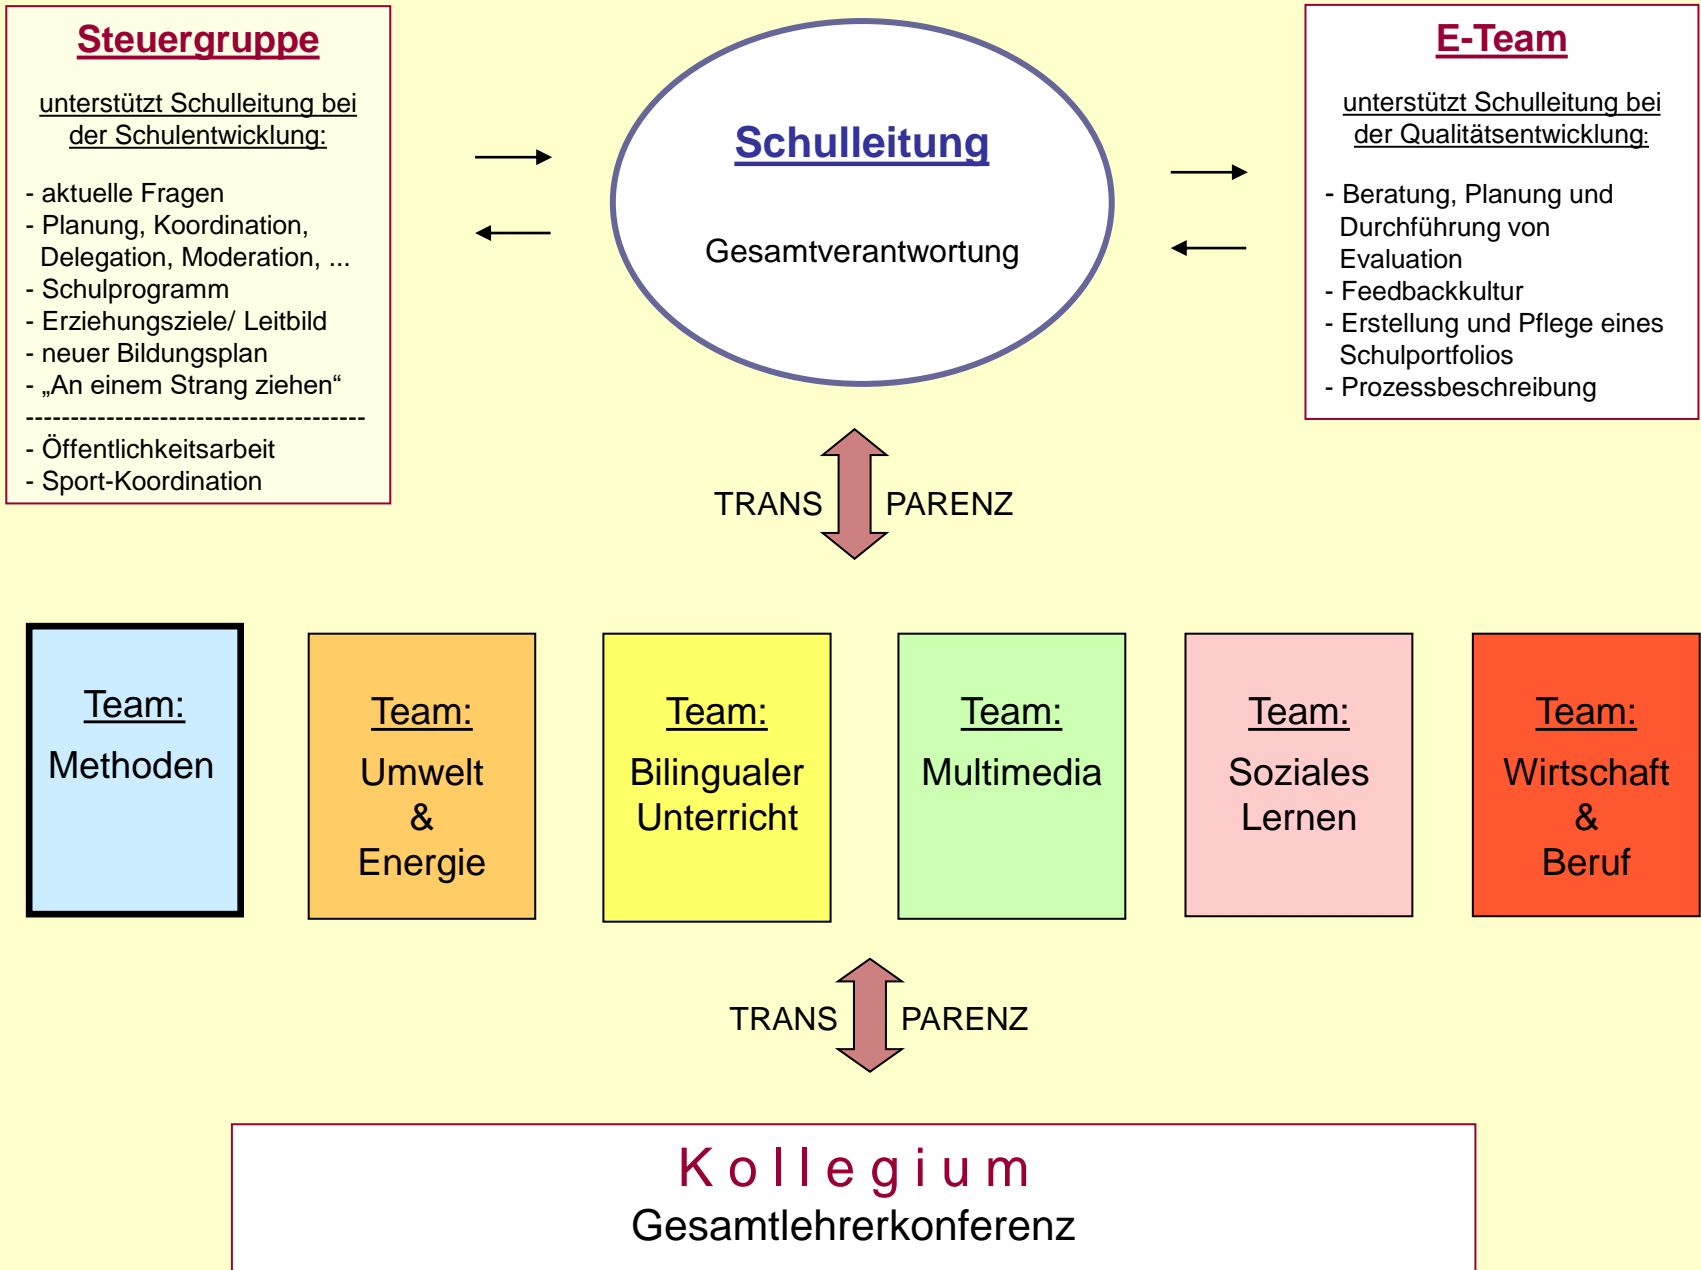 Steuergruppe
unterstützt Schulleitung bei
der Schulentwicklung:
- aktuelle Fragen
- Planung, Koordination,
Delegation, Moderation, ...
- Schulprogramm
- Erziehungsziele/ Leitbild
- neuer Bildungsplan
- „An einem Strang ziehen“
--------------------------------------
- Öffentlichkeitsarbeit
- Sport-Koordination
Schulleitung
Gesamtverantwortung
E-Team
unterstützt Schulleitung bei
der Qualitätsentwicklung:
- Beratung, Planung und
Durchführung von
Evaluation
- Feedbackkultur
- Erstellung und Pflege eines
Schulportfolios
- Prozessbeschreibung
TRANS PARENZ
Team:
Methoden
Team:
Umwelt
&
Energie
Team:
Bilingualer
Unterricht
Team:
Multimedia
Team:
Soziales
Lernen
Team:
Wirtschaft
&
Beruf
TRANS PARENZ
K o l l e g i u m
Gesamtlehrerkonferenz